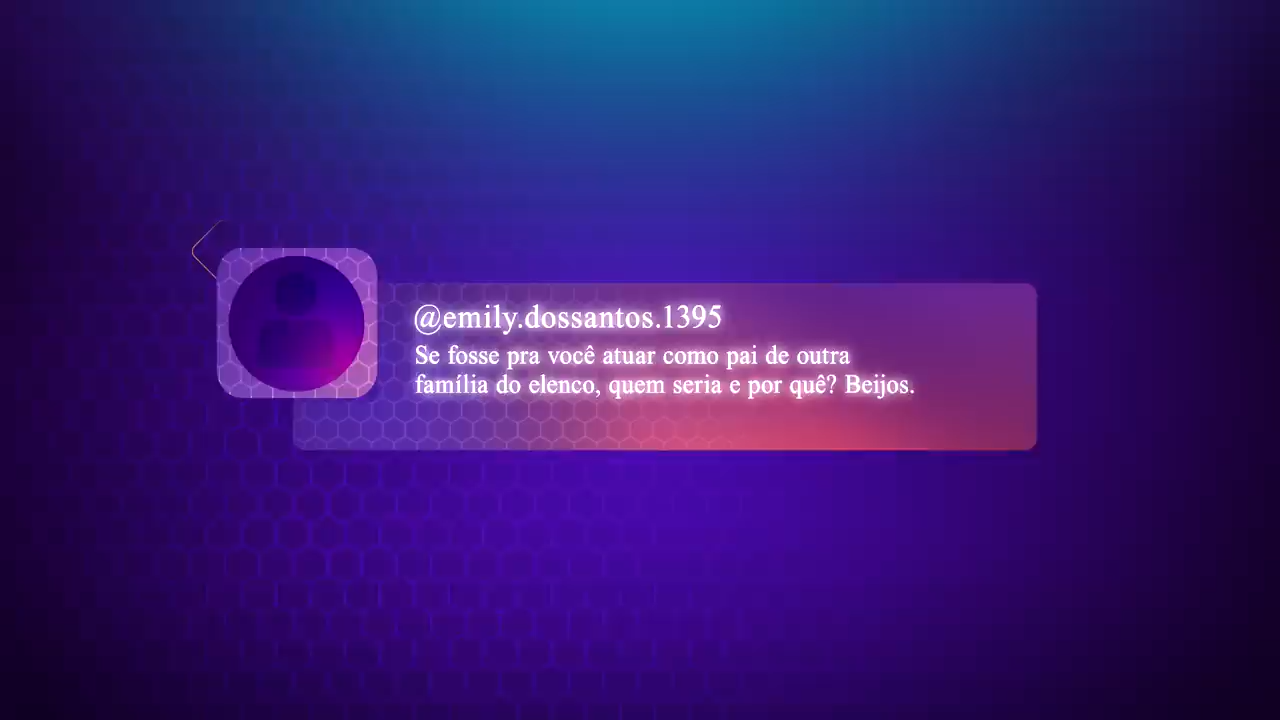 @emily.dossantos.1395
Se fosse pra você atuar como pai de outra
família do elenco, quem seria e por quê? Beijos.